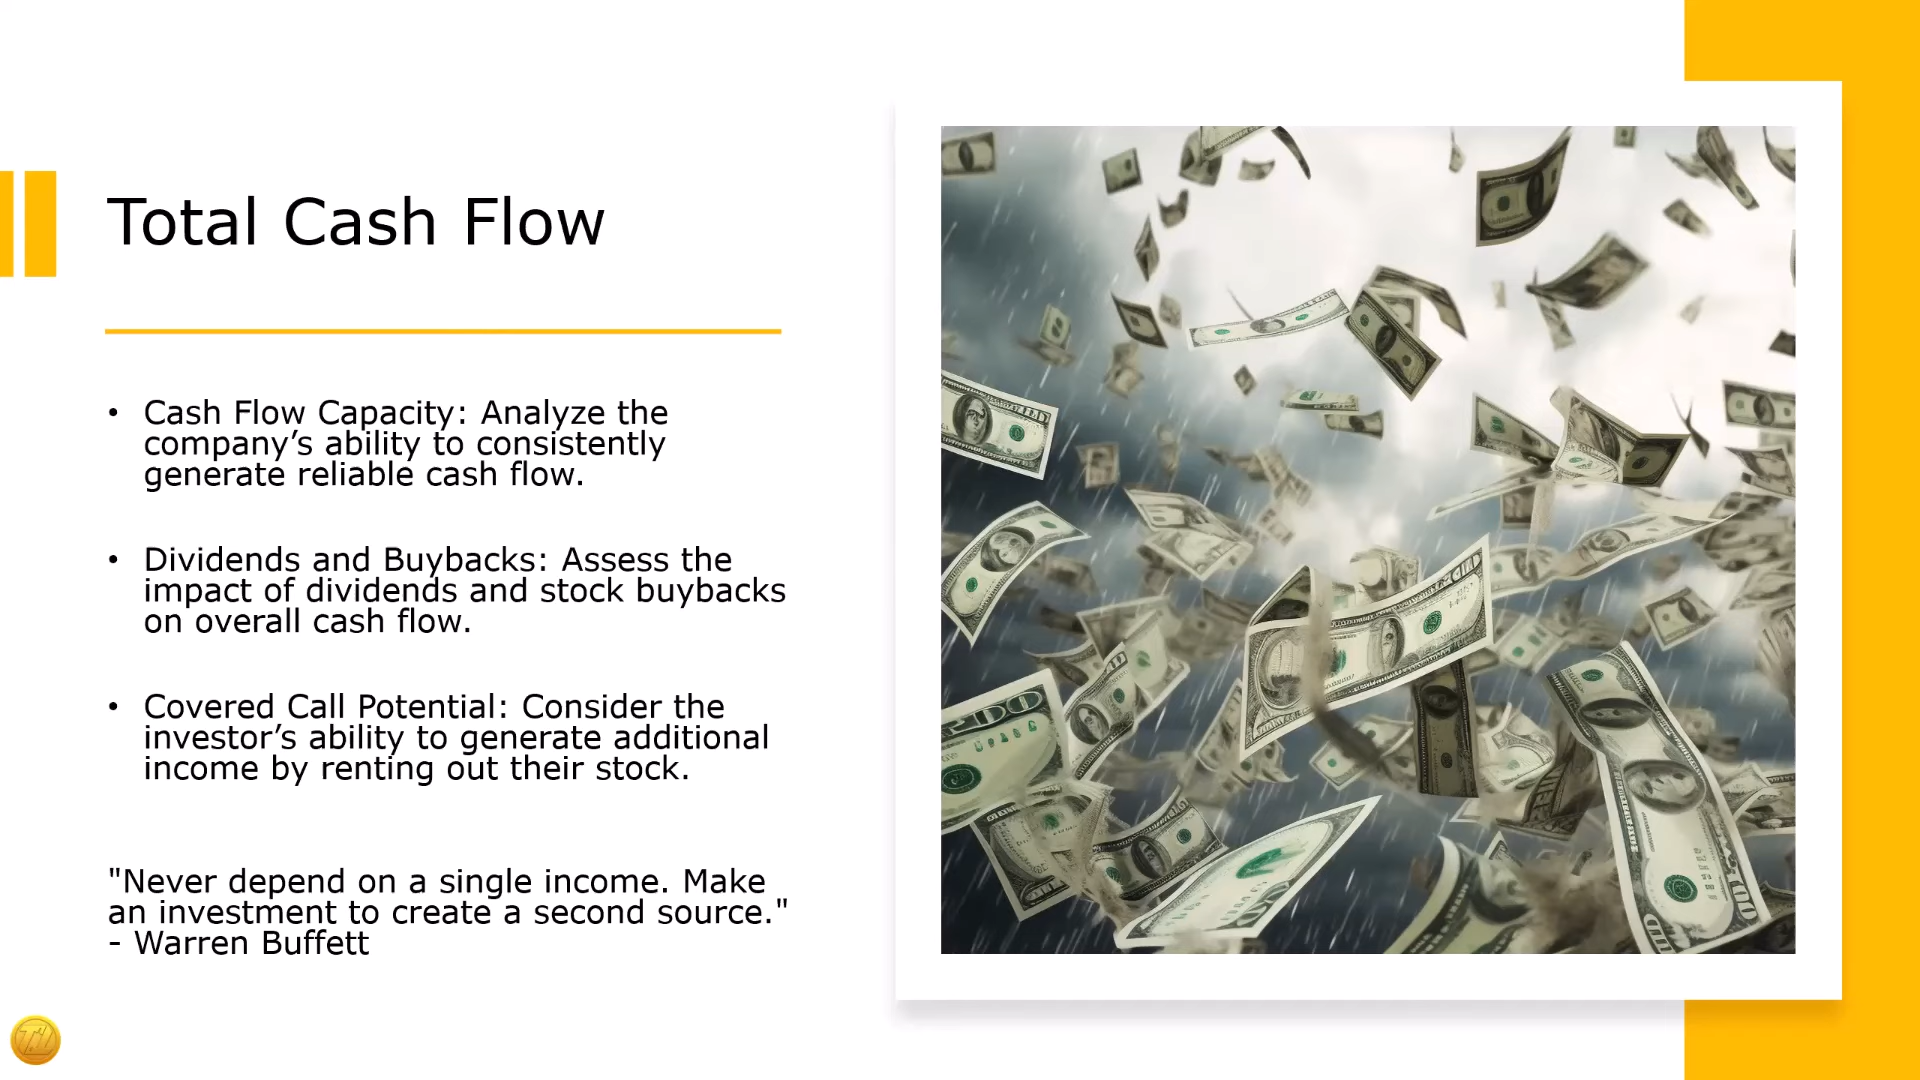 Total Cash Flow
• Cash Flow Capacity: Analyze the
company’s ability to consistently
generate reliable cash flow.
• Dividends and Buybacks: Assess the
impact of dividends and stock buybacks
on overall cash flow.
• Covered Call Potential: Consider the
investor’s ability to generate additional
income by renting out their stock.
"Never depend on a single income. Make
an investment to create a second source."
- Warren Buffett